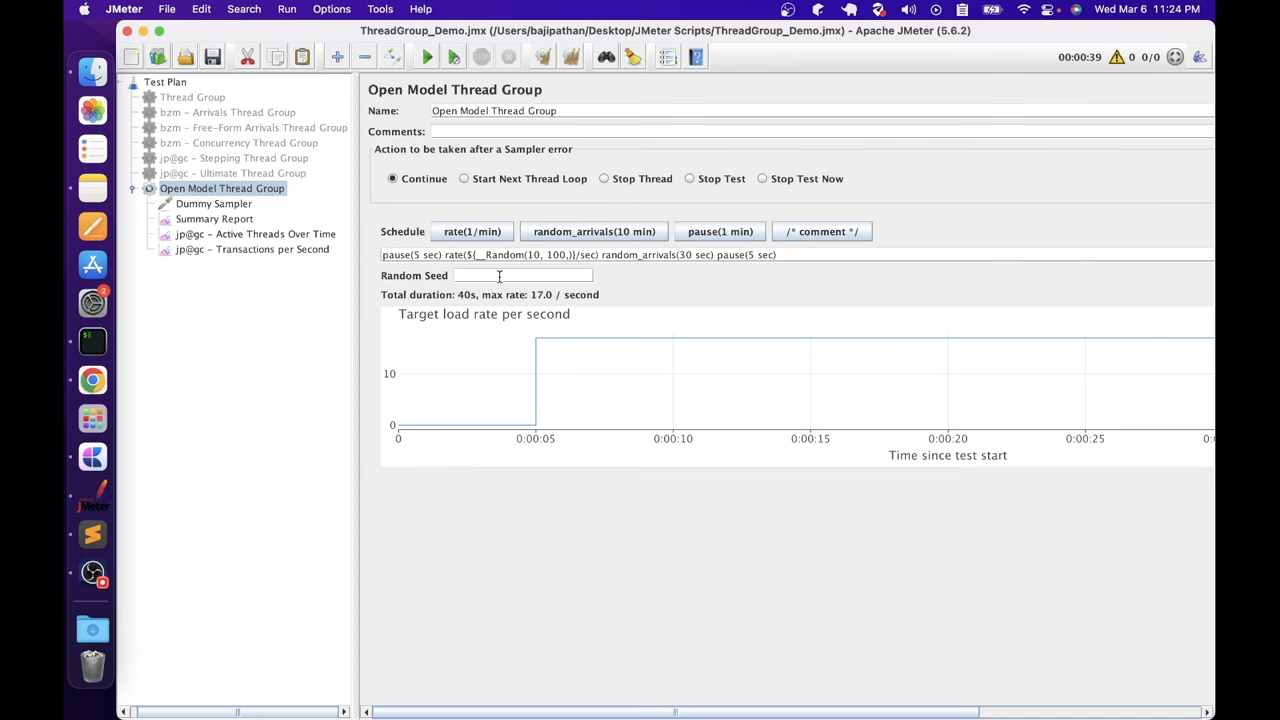 JMeter File Edit Search Run Options Tools Help Wed Mar 6 11:24 PM
ThreadGroup_Demo.jmx (/Users/bajipathan/Desktop/JMeter Scripts/ThreadGroup_Demo.jmx) - Apache JMeter (5.6.2)
00:00:39 0 0/0
Test Plan
Thread Group
bzm - Arrivals Thread Group
bzm - Free-Form Arrivals Thread Group
bzm - Concurrency Thread Group
jp@gc - Stepping Thread Group
jp@gc - Ultimate Thread Group
Open Model Thread Group
Dummy Sampler
Summary Report
jp@gc - Active Threads Over Time
jp@gc - Transactions per Second
2
JMeter
Open Model Thread Group
Name: Open Model Thread Group
Comments:
Action to be taken after a Sampler error
Continue Start Next Thread Loop Stop Thread Stop Test Stop Test Now
Schedule rate(1/min) random_arrivals(10 min) pause(1 min) /* comment */
pause(5 sec) rate(${__Random(10, 100,)}/sec) random_arrivals(30 sec) pause(5 sec)
Random Seed
Total duration: 40s, max rate: 17.0 / second
Target load rate per second
10
0
0 0:00:05 0:00:10 0:00:15 0:00:20 0:00:25 0:0
Time since test start